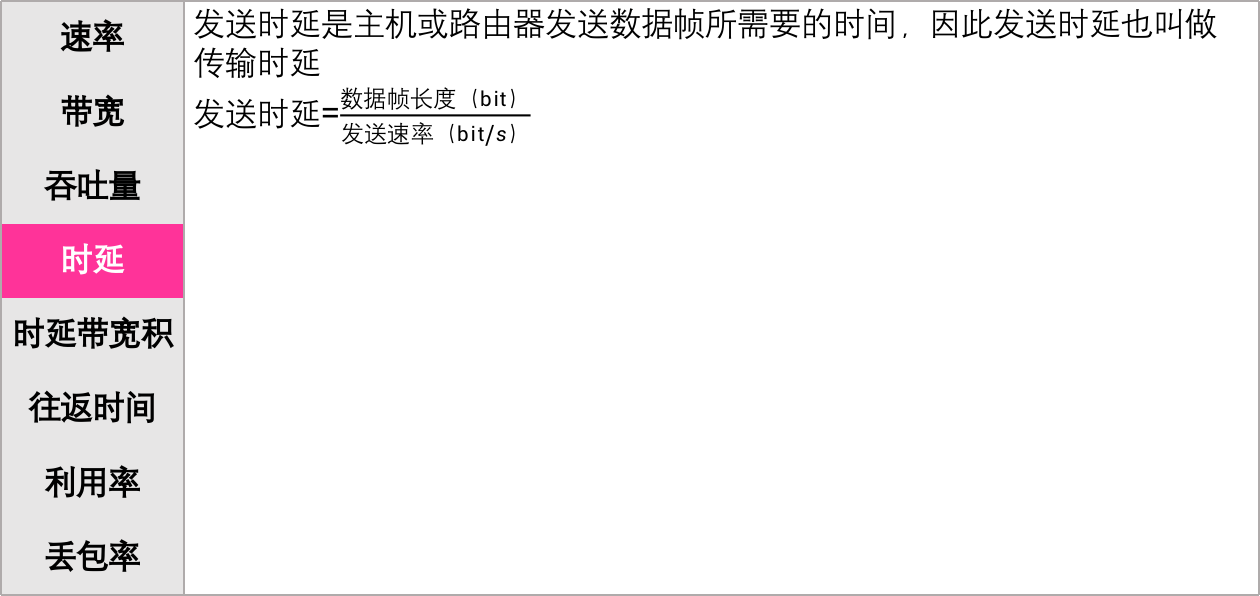 速率
带宽
吞吐量
时延
时延带宽积
往返时间
利用率
丢包率
发送时延是主机或路由器发送数据帧所需要的时间，因此发送时延也叫做
传输时延
发送时延=数据帧长度（bit）
发送速率（bit/s）